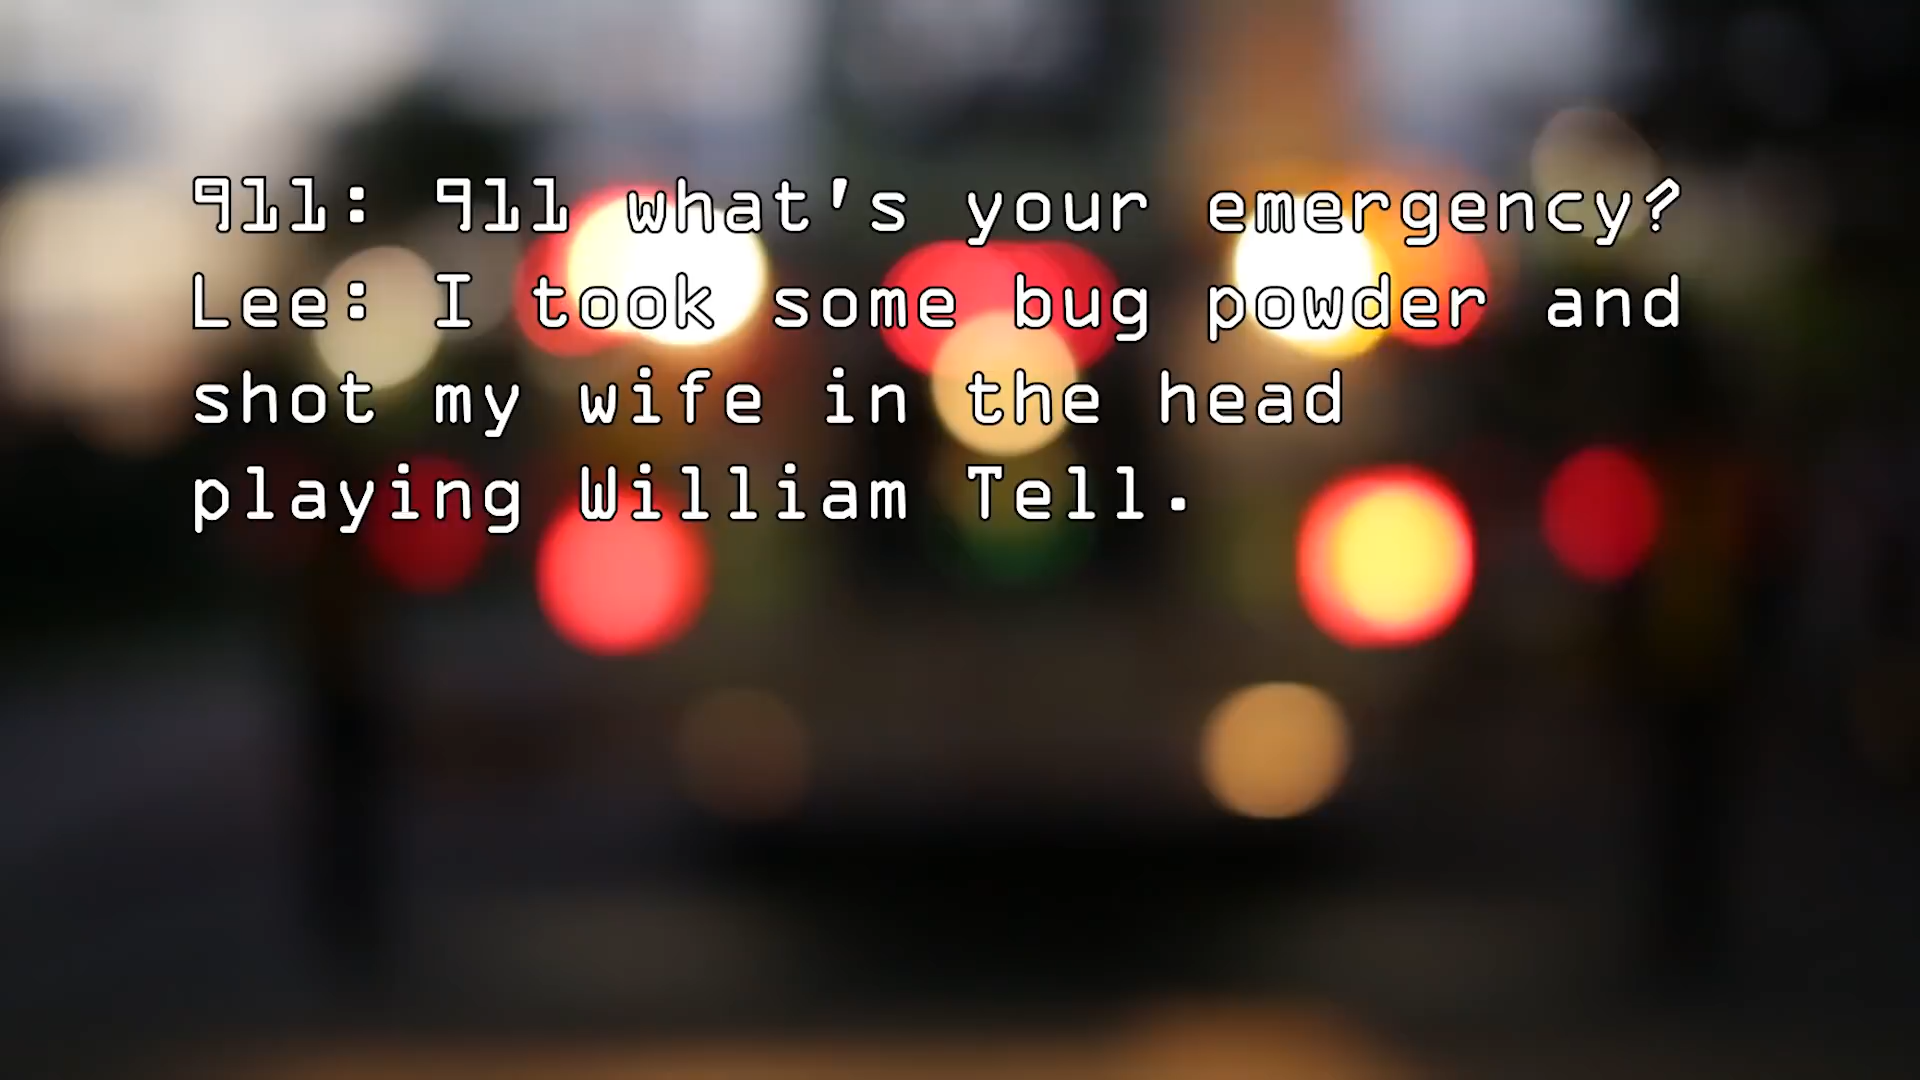 911: 911 what's your emergency?
Lee: I took some bug powder and
shot my wife in the head
playing William Tell.